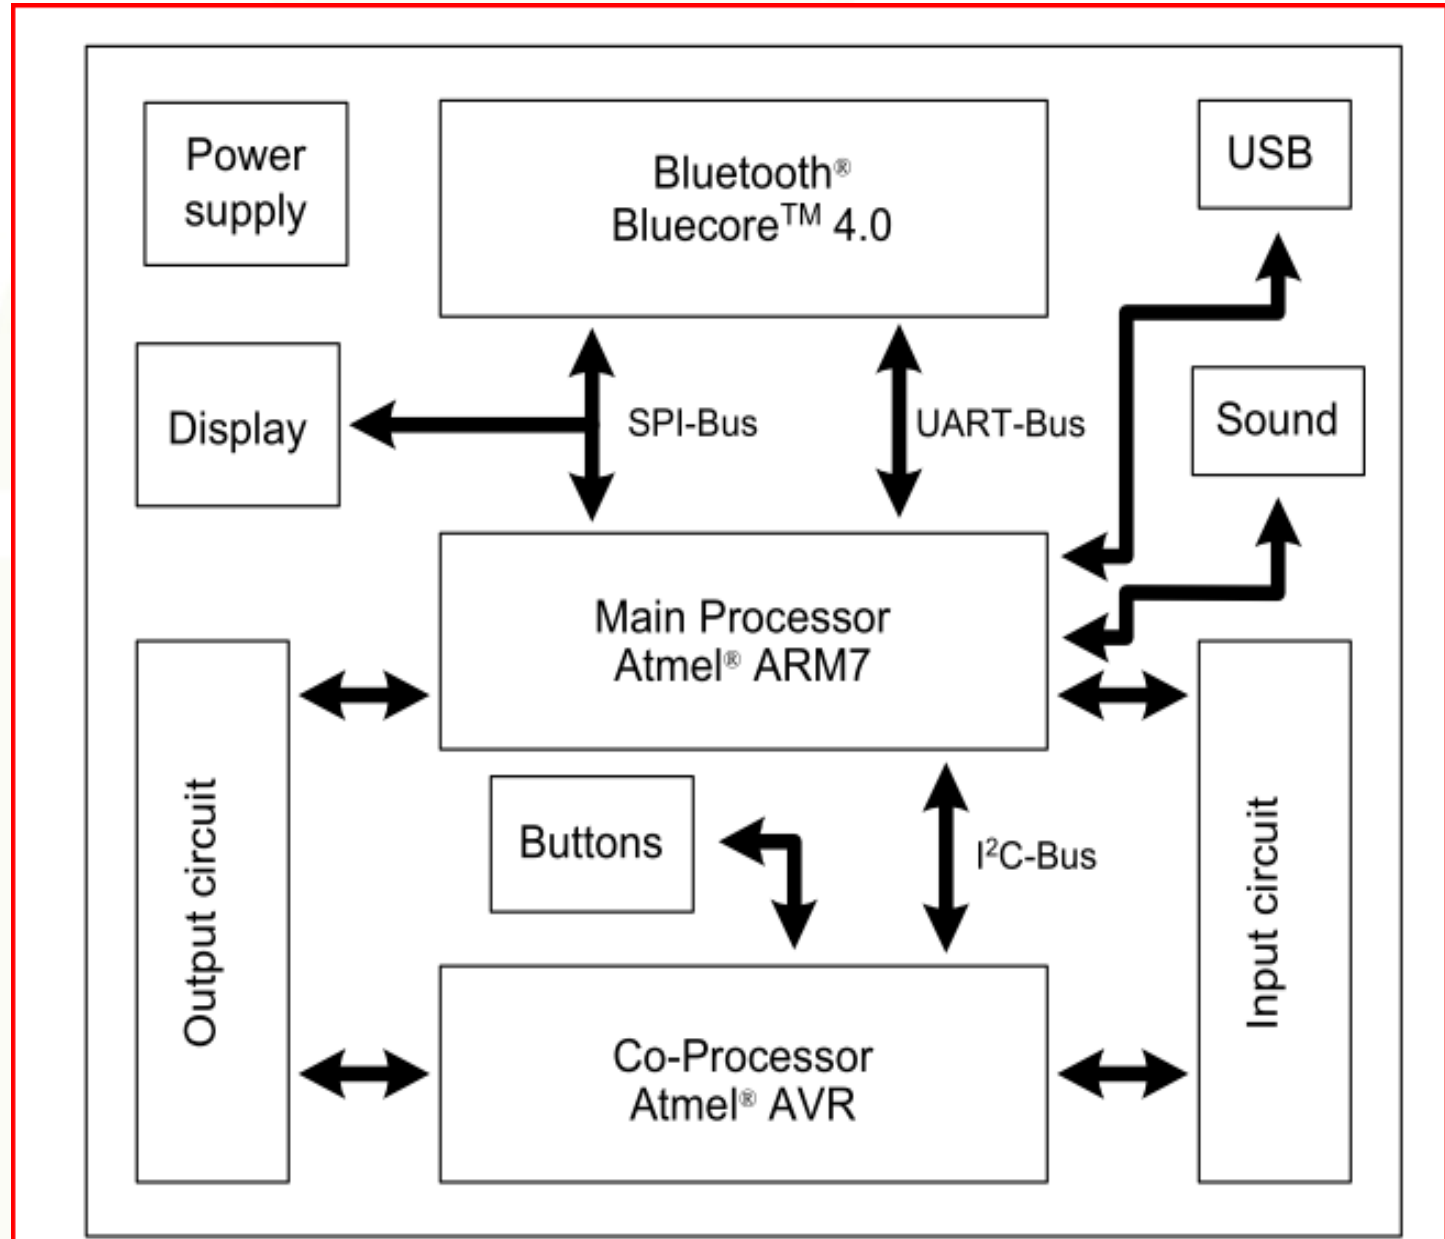 Power
supply
Bluetooth®
Bluecore™ 4.0
USB
Display
SPI-Bus
UART-Bus
Sound
Main Processor
Atmel® ARM7
Output circuit
Buttons
I²C-Bus
Input circuit
Co-Processor
Atmel® AVR